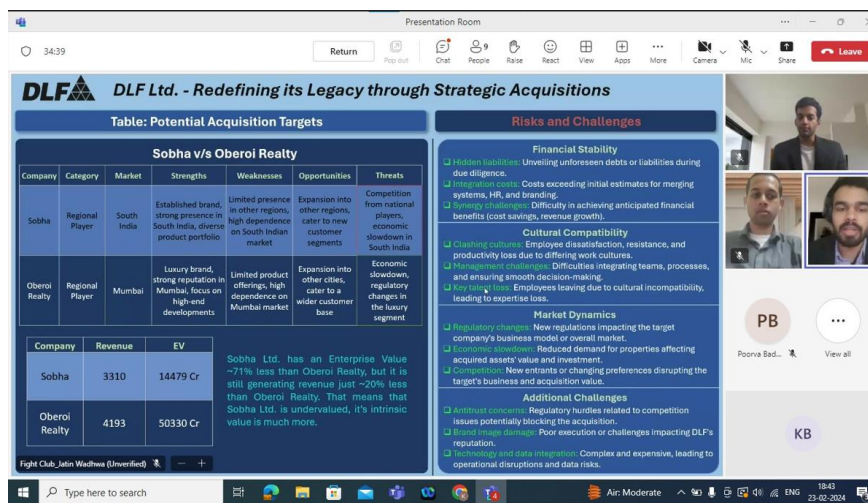 Presentation Room
34:39
Return
Pop out
Chat
9
People
Raise
React
View
Apps
More
Camera
Mic
Share
Leave
DLF
DLF Ltd. - Redefining its Legacy through Strategic Acquisitions
Table: Potential Acquisition Targets
Sobha v/s Oberoi Realty
Company Category Market Strengths Weaknesses Opportunities Threats
Sobha
Regional
Player
South
India
Established brand,
strong presence in
South India, diverse
product portfolio
Limited presence
in other regions,
high dependence
on South Indian
market
Expansion into
other regions,
cater to new
customer
segments
Competition
from national
players,
economic
slowdown in
South India
Oberoi
Realty
Regional
Player
Mumbai
Luxury brand,
strong reputation in
Mumbai, focus on
high-end
developments
Limited product
offerings, high
dependence on
Mumbai market
Expansion into
other cities,
cater to a
wider customer
base
Economic
slowdown,
regulatory
changes in
the luxury
segment
Company Revenue EV
Sobha 3310 14479 Cr
Oberoi
Realty
4193 50330 Cr
Sobha Ltd. has an Enterprise Value
~71% less than Oberoi Realty, but it is
still generating revenue just ~20% less
than Oberoi Realty. That means that
Sobha Ltd. is undervalued, it's intrinsic
value is much more.
Risks and Challenges
Financial Stability
Hidden liabilities: Unveiling unforeseen debts or liabilities during
due diligence.
Integration costs: Costs exceeding initial estimates for merging
systems, HR, and branding.
Synergy challenges: Difficulty in achieving anticipated financial
benefits (cost savings, revenue growth).
Cultural Compatibility
Clashing cultures: Employee dissatisfaction, resistance, and
productivity loss due to differing work cultures.
Management challenges: Difficulties integrating teams, processes,
and ensuring smooth decision-making.
Key talent loss: Employees leaving due to cultural incompatibility,
leading to expertise loss.
Market Dynamics
Regulatory changes: New regulations impacting the target
company's business model or overall market.
Economic slowdown: Reduced demand for properties affecting
acquired assets' value and investment.
Competition: New entrants or changing preferences disrupting the
target's business and acquisition value.
Additional Challenges
Antitrust concerns: Regulatory hurdles related to competition
issues potentially blocking the acquisition.
Brand Image damage: Poor execution or challenges impacting DLF's
reputation.
Technology and data integration: Complex and expensive, leading to
operational disruptions and data risks.
Fight Club_Jatin Wadhwa (Unverified)
PB
Poorva Bad...
View all
KB
Type here to search
4
Air: Moderate
ENG
18:43
23-02-2024